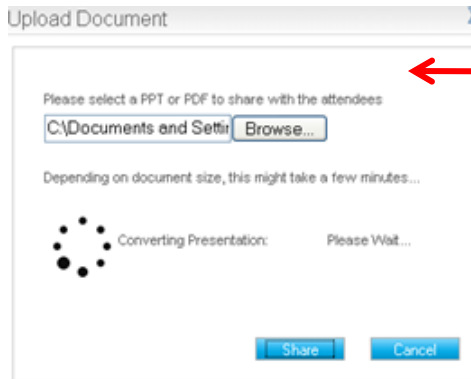 Upload Document
Please select a PPT or PDF to share with the attendees
C:\Documents and Settin Browse...
Depending on document size, this might take a few minutes...
Converting Presentation: Please Wait...
Share Cancel